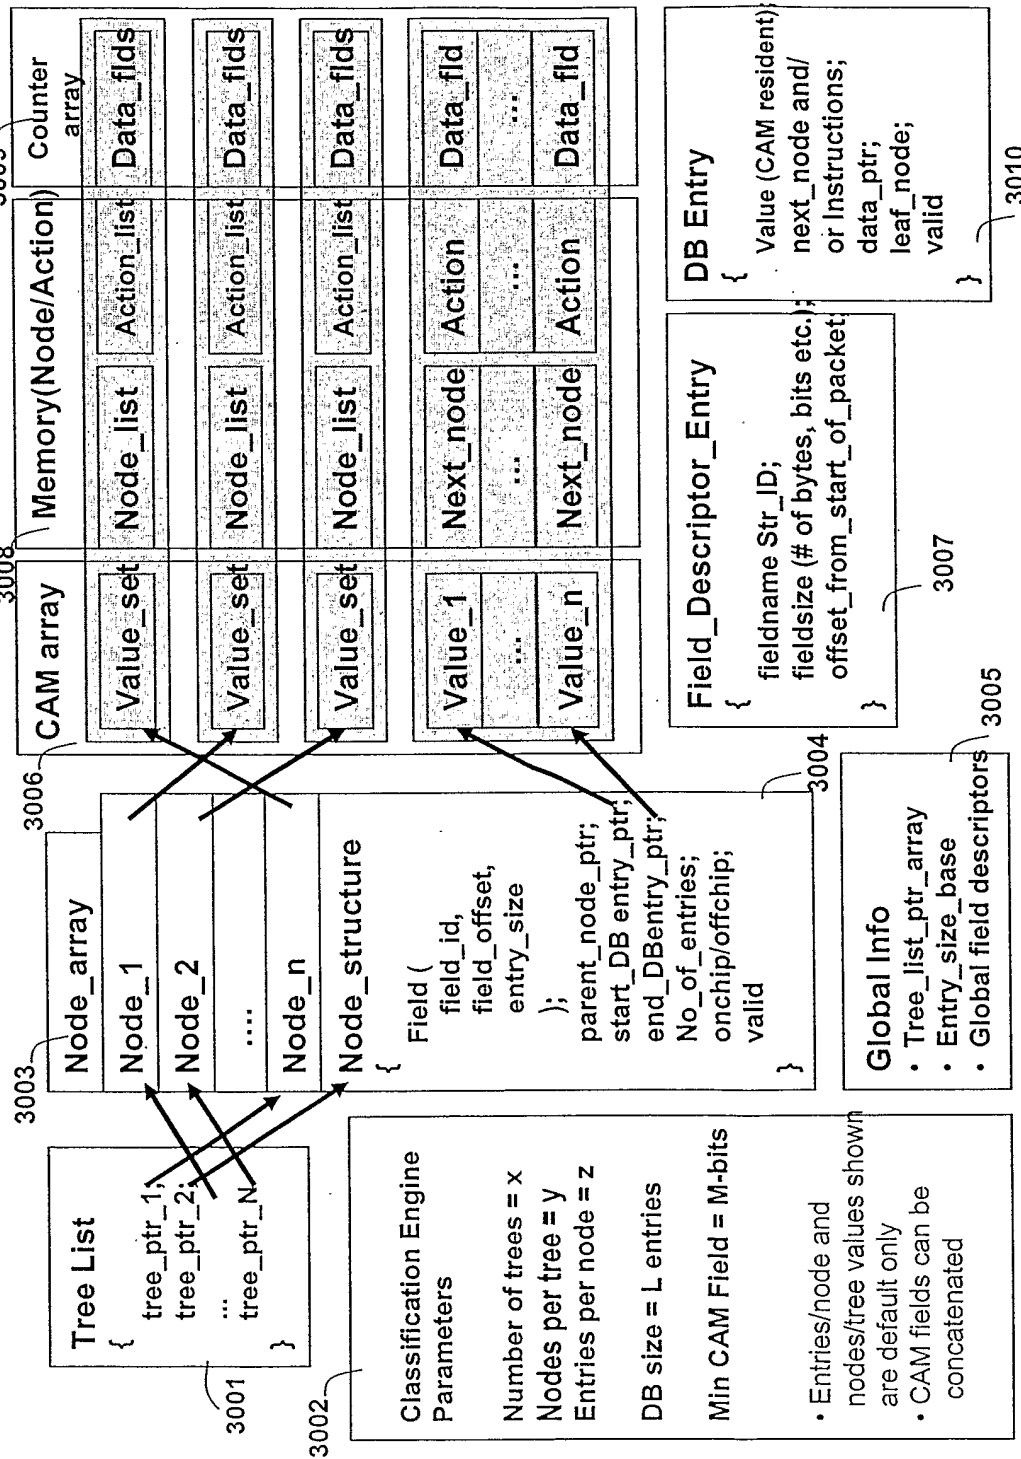 Tree List
{
tree_ptr_1;
tree_ptr_2;
...
tree_ptr_N
}
3001
3002
Classification Engine
Parameters
Number of trees = x
Nodes per tree = y
Entries per node = z
DB size = L entries
Min CAM Field = M-bits
• Entries/node and
nodes/tree values shown
are default only
• CAM fields can be
concatenated
3003
Node_array
Node_1
Node_2
....
Node_n
Node_structure
{
Field (
field_id,
field_offset,
entry_size
);
parent_node_ptr;
start_DB entry_ptr;
end_DBentry_ptr;
No_of_entries;
onchip/offchip;
valid
}
3004
Global Info
• Tree_list_ptr_array
• Entry_size_base
• Global field descriptors
3005
3006
CAM array
Value_set
Value_set
Value_set
Value_1
...
Value_n
3008
Memory(Node/Action)
Node_list
Action_list
Node_list
Action_list
Node_list
Action_list
Next_node
Action
...
...
Next_node
Action
Counter
array
Data_flds
Data_flds
Data_flds
Data_fld
...
Data_fld
Field_Descriptor_Entry
{
fieldname Str_ID;
fieldsize (# of bytes, bits etc.);
offset_from_start_of_packet;
}
3007
DB Entry
{
Value (CAM resident);
next_node and/
or Instructions;
data_ptr;
leaf_node;
valid
}
3010